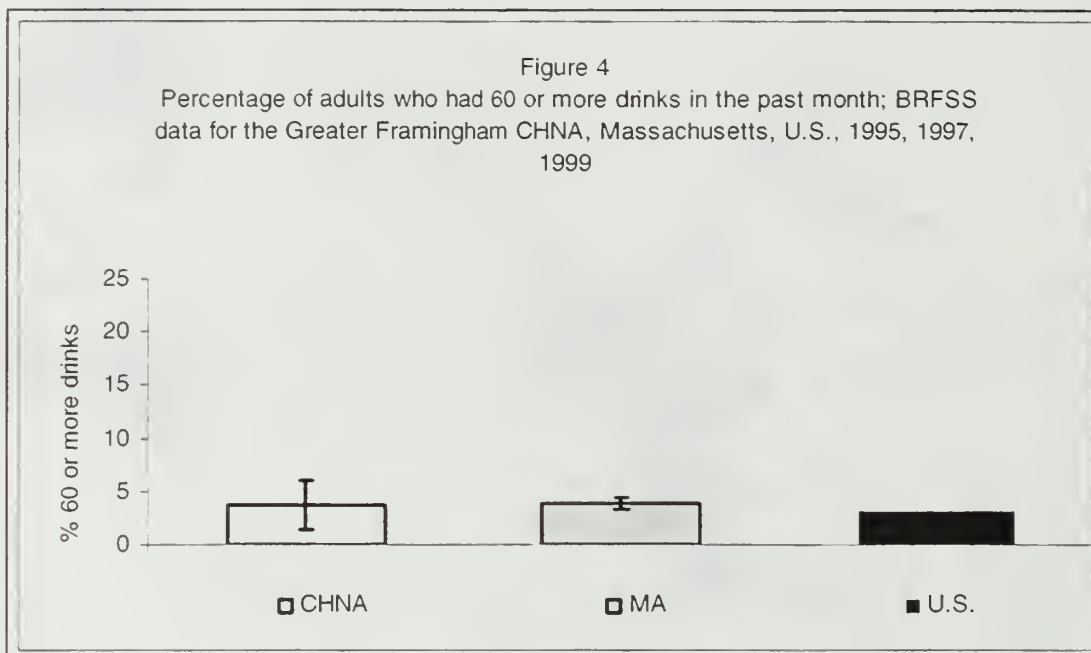 Figure 4
Percentage of adults who had 60 or more drinks in the past month; BRFSS
data for the Greater Framingham CHNA, Massachusetts, U.S., 1995, 1997,
1999
% 60 or more drinks
25
20
15
10
5
0
CHNA
MA
U.S.